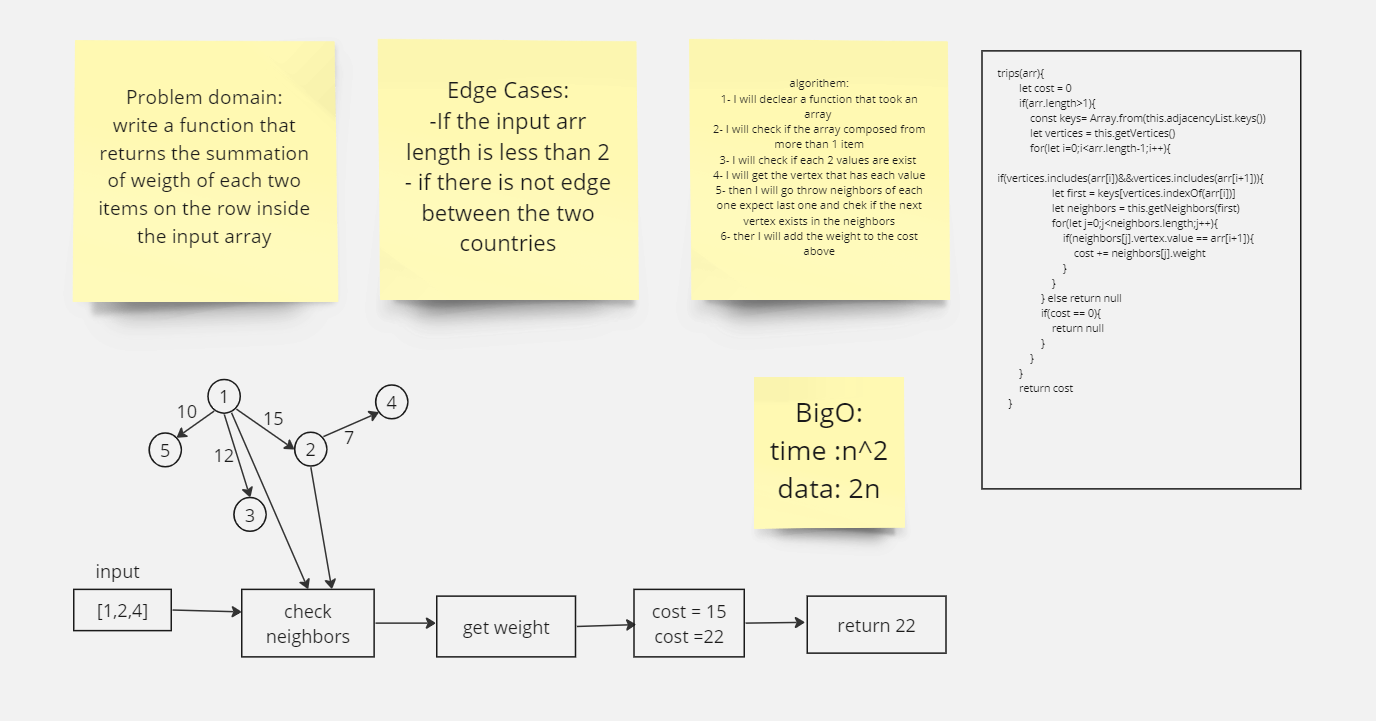 Problem domain:
write a function that
returns the summation
of weigth of each two
items on the row inside
the input array
Edge Cases:
-If the input arr
length is less than 2
- if there is not edge
between the two
countries
algorithem:
1- I will declear a function that took an
array
2- I will check if the array composed from
more than 1 item
3- I will check if each 2 values are exist
4- I will get the vertex that has each value
5- then I will go throw neighbors of each
one expect last one and chek if the next
vertex exists in the neighbors
6- ther I will add the weight to the cost
above
trips(arr){
let cost = 0
if(arr.length>1){
const keys= Array.from(this.adjacencyList.keys())
let vertices = this.getVertices()
for(let i=0;i<arr.length-1;i++){
if(vertices.includes(arr[i])&&vertices.includes(arr[i+1])){
let first = keys[vertices.indexOf(arr[i])]
let neighbors = this.getNeighbors(first)
for(let j=0;j<neighbors.length;j++){
if(neighbors[j].vertex.value == arr[i+1]){
cost += neighbors[j].weight
}
}
} else return null
if(cost == 0){
return null
}
}
}
return cost
}
1
4
10
15
7
5
12
2
3
BigO:
time :n^2
data: 2n
input
[1,2,4]
check
neighbors
get weight
cost = 15
cost =22
return 22